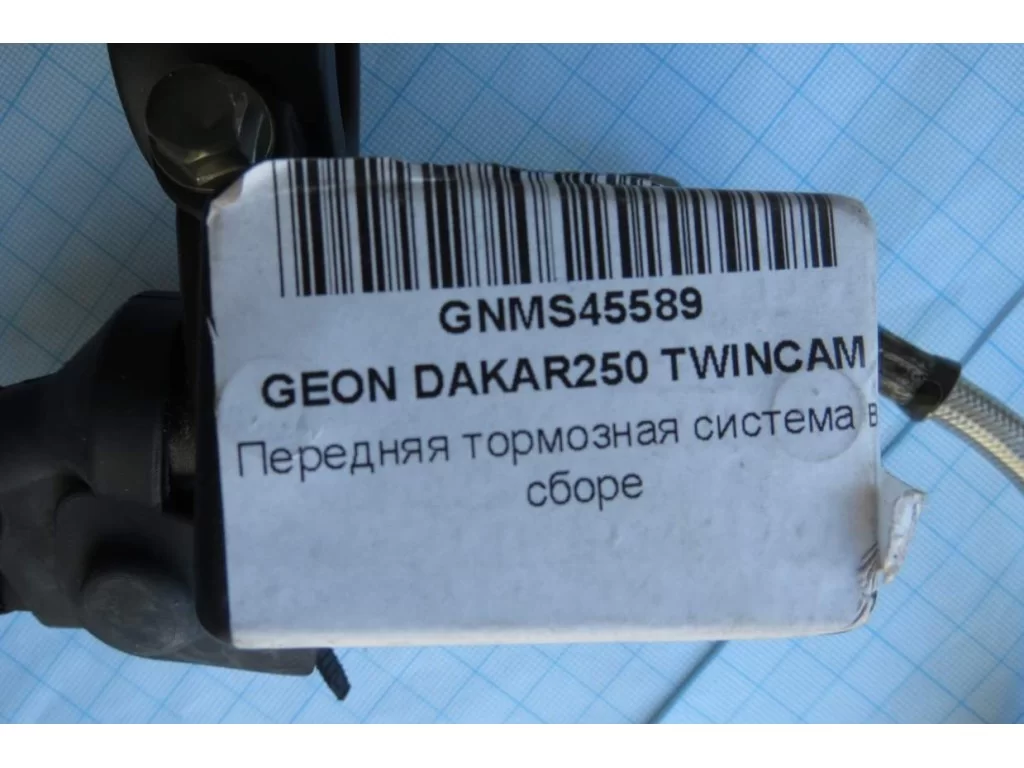 GNMS45589
GEON DAKAR250 TWINCAM
Передняя тормозная система в
сборе